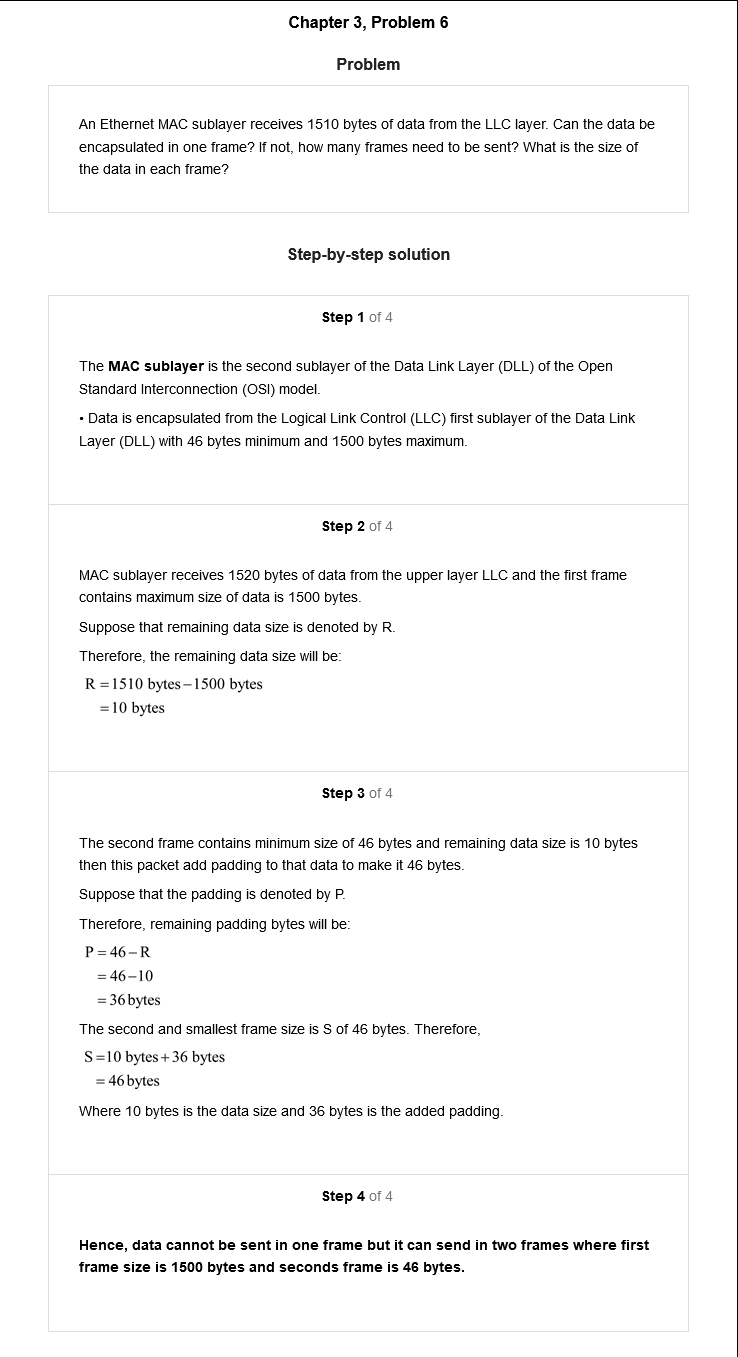 Chapter 3, Problem 6
Problem
An Ethernet MAC sublayer receives 1510 bytes of data from the LLC layer. Can the data be
encapsulated in one frame? If not, how many frames need to be sent? What is the size of
the data in each frame?
Step-by-step solution
Step 1 of 4
The MAC sublayer is the second sublayer of the Data Link Layer (DLL) of the Open
Standard Interconnection (OSI) model.
• Data is encapsulated from the Logical Link Control (LLC) first sublayer of the Data Link
Layer (DLL) with 46 bytes minimum and 1500 bytes maximum.
Step 2 of 4
MAC sublayer receives 1520 bytes of data from the upper layer LLC and the first frame
contains maximum size of data is 1500 bytes.
Suppose that remaining data size is denoted by R.
Therefore, the remaining data size will be:
R = 1510 bytes − 1500 bytes
= 10 bytes
Step 3 of 4
The second frame contains minimum size of 46 bytes and remaining data size is 10 bytes
then this packet add padding to that data to make it 46 bytes.
Suppose that the padding is denoted by P.
Therefore, remaining padding bytes will be:
P = 46 − R
= 46 − 10
= 36 bytes
The second and smallest frame size is S of 46 bytes. Therefore,
S = 10 bytes + 36 bytes
= 46 bytes
Where 10 bytes is the data size and 36 bytes is the added padding.
Step 4 of 4
Hence, data cannot be sent in one frame but it can send in two frames where first
frame size is 1500 bytes and seconds frame is 46 bytes.